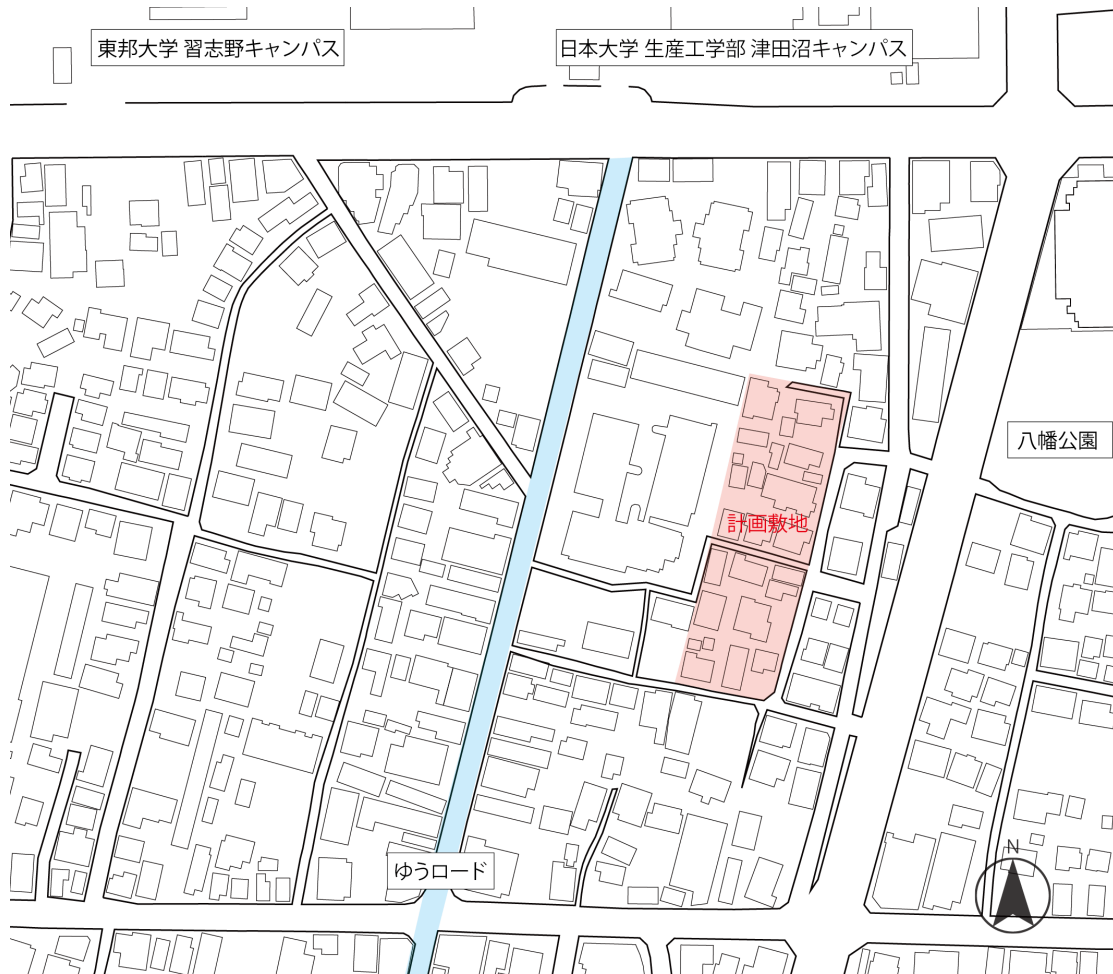 東邦大学 習志野キャンパス
日本大学 生産工学部 津田沼キャンパス
八幡公園
計画敷地
ゆうロード
N